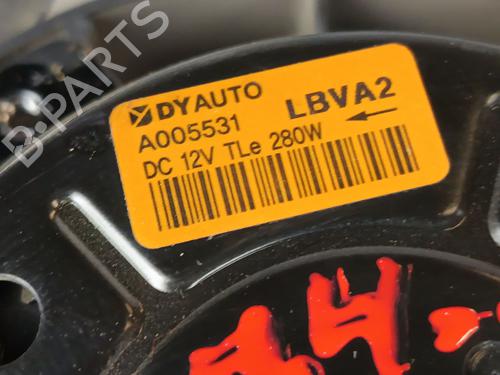 B-PARTS
DYAUTO LBVA2
A005531
DC 12V TLe 280W